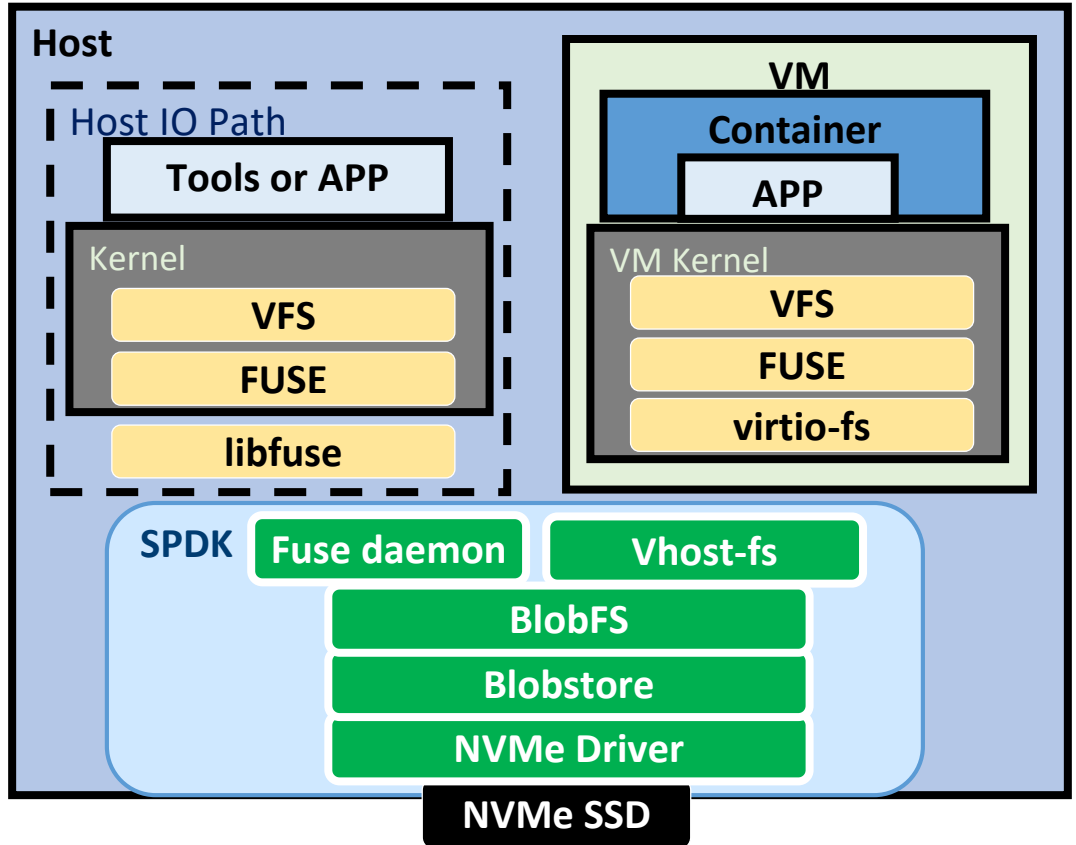 Host
Host IO Path
Tools or APP
Kernel
VFS
FUSE
libfuse
VM
Container
APP
VM Kernel
VFS
FUSE
virtio-fs
SPDK
Fuse daemon
Vhost-fs
BlobFS
Blobstore
NVMe Driver
NVMe SSD